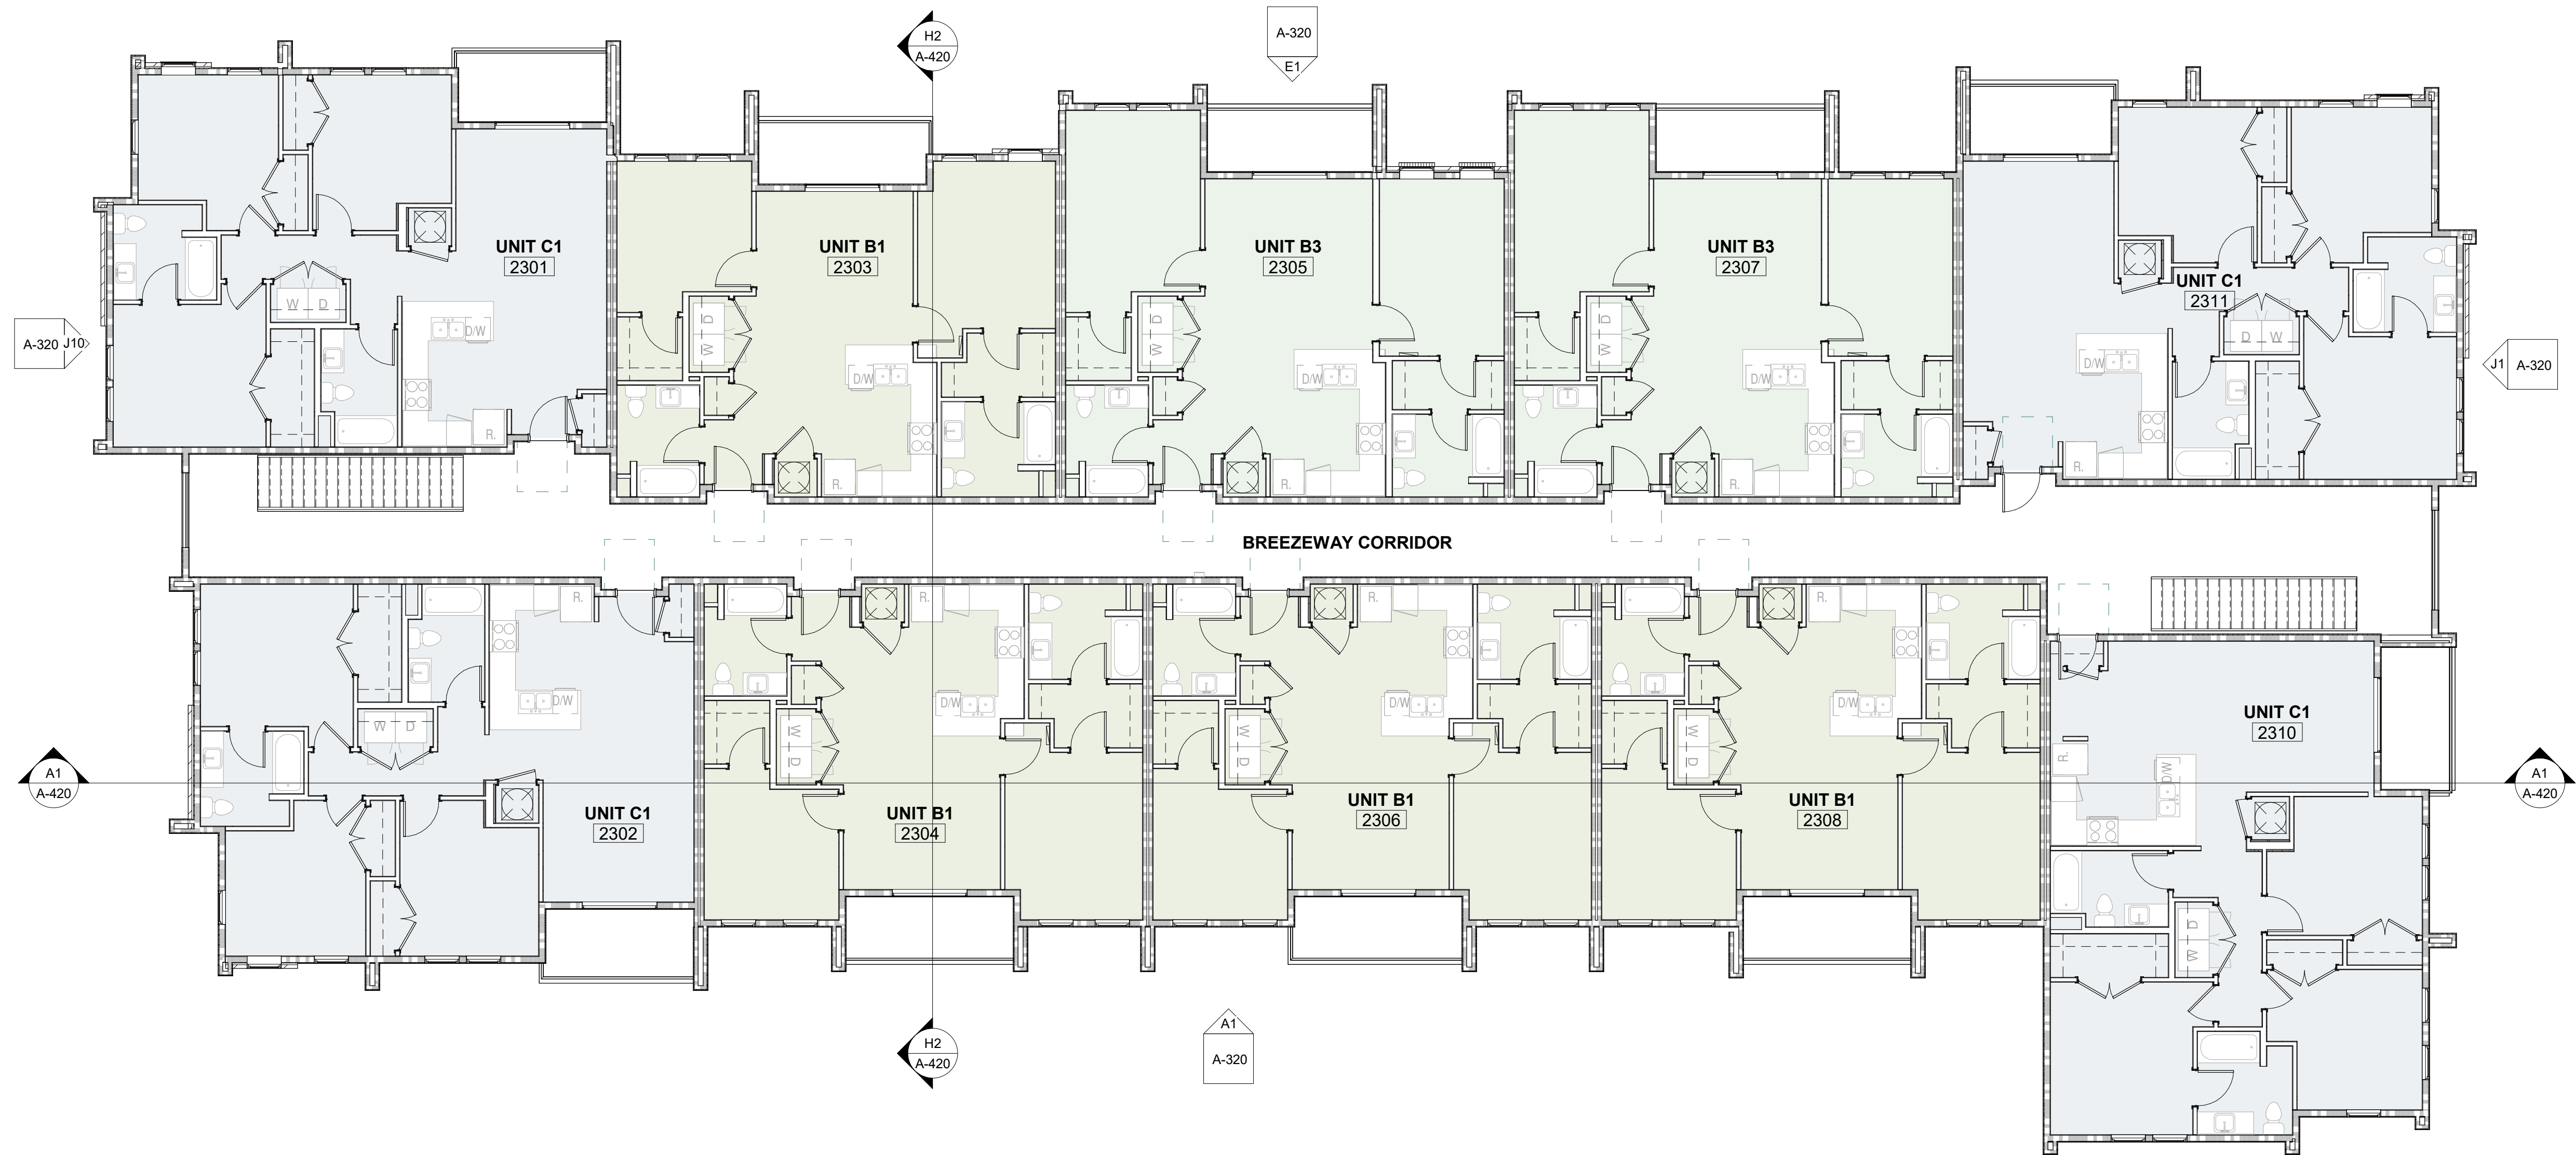 H2
A-420
A-320
E1
UNIT C1
2301
UNIT B1
2303
UNIT B3
2305
UNIT B3
2307
UNIT C1
2311
W D
D/W
R.
D
W
D/W
R.
D
W
D/W
R.
D
W
D/W
R.
D W
D/W
R.
A-320 J10
J1 A-320
BREEZEWAY CORRIDOR
R.
D/W
W D
R.
D/W
W
D
R.
D/W
W
D
R.
D/W
W
D
R.
D/W
D
W
UNIT C1
2310
A1
A-420
A1
A-420
UNIT C1
2302
UNIT B1
2304
UNIT B1
2306
UNIT B1
2308
H2
A-420
A1
A-320